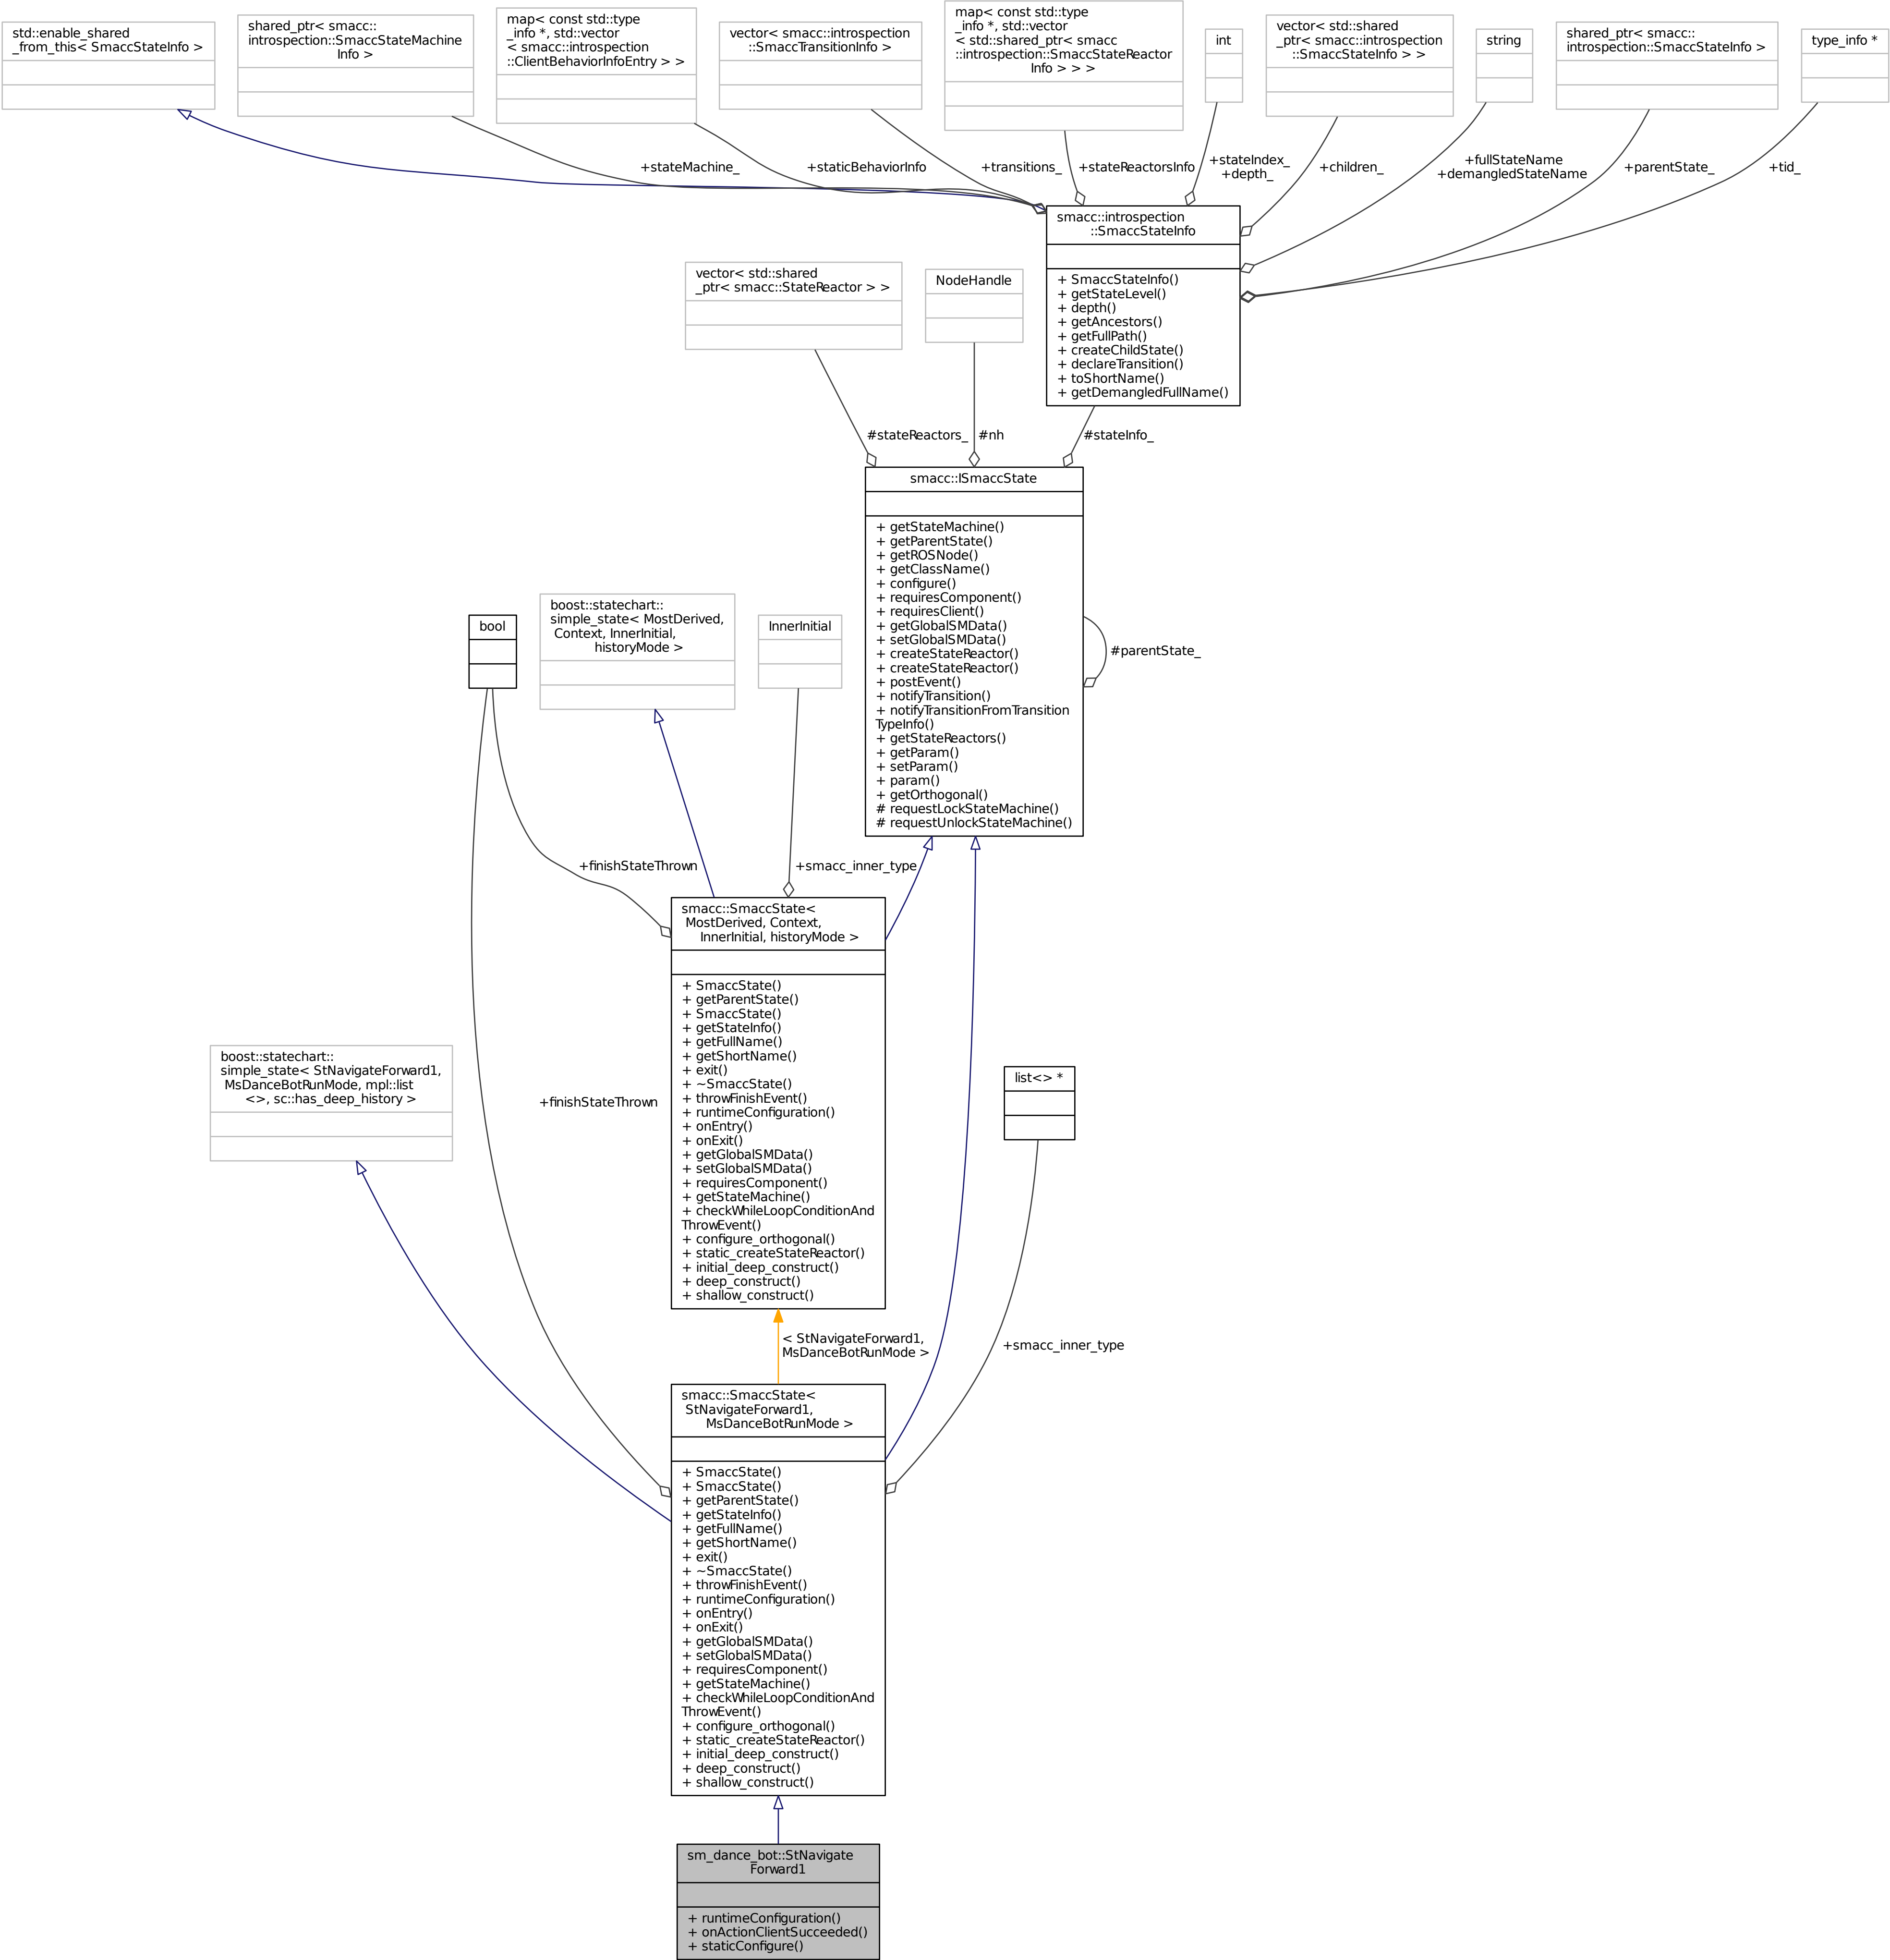 std::enable_shared
_from_this< SmaccStateInfo >
shared_ptr< smacc::
introspection::SmaccStateMachine
Info >
map< const std::type
_info *, std::vector
< smacc::introspection
::ClientBehaviorInfoEntry > >
vector< smacc::introspection
::SmaccTransitionInfo >
map< const std::type
_info *, std::vector
< std::shared_ptr< smacc
::introspection::SmaccStateReactor
Info > > >
int
vector< std::shared
_ptr< smacc::introspection
::SmaccStateInfo > >
string
shared_ptr< smacc::
introspection::SmaccStateInfo >
type_info *
+stateMachine_
+staticBehaviorInfo
+transitions_
+stateReactorsInfo
+stateIndex_
+depth_
+children_
+fullStateName
+demangledStateName
+parentState_
+tid_
smacc::introspection
::SmaccStateInfo
+ SmaccStateInfo()
+ getStateLevel()
+ depth()
+ getAncestors()
+ getFullPath()
+ createChildState()
+ declareTransition()
+ toShortName()
+ getDemangledFullName()
vector< std::shared
_ptr< smacc::StateReactor > >
NodeHandle
#stateReactors_
#nh
#stateInfo_
smacc::ISmaccState
+ getStateMachine()
+ getParentState()
+ getROSNode()
+ getClassName()
+ configure()
+ requiresComponent()
+ requiresClient()
+ getGlobalSMData()
+ setGlobalSMData()
+ createStateReactor()
+ createStateReactor()
+ postEvent()
+ notifyTransition()
+ notifyTransitionFromTransition
TypeInfo()
+ getStateReactors()
+ getParam()
+ setParam()
+ param()
+ getOrthogonal()
# requestLockStateMachine()
# requestUnlockStateMachine()
#parentState_
bool
boost::statechart::
simple_state< MostDerived,
Context, InnerInitial,
historyMode >
InnerInitial
+finishStateThrown
+smacc_inner_type
smacc::SmaccState<
MostDerived, Context,
InnerInitial, historyMode >
+ SmaccState()
+ getParentState()
+ SmaccState()
+ getStateInfo()
+ getFullName()
+ getShortName()
+ exit()
+ ~SmaccState()
+ throwFinishEvent()
+ runtimeConfiguration()
+ onEntry()
+ onExit()
+ getGlobalSMData()
+ setGlobalSMData()
+ requiresComponent()
+ getStateMachine()
+ checkWhileLoopConditionAnd
ThrowEvent()
+ configure_orthogonal()
+ static_createStateReactor()
+ initial_deep_construct()
+ deep_construct()
+ shallow_construct()
boost::statechart::
simple_state< StNavigateForward1,
MsDanceBotRunMode, mpl::list
<>, sc::has_deep_history >
+finishStateThrown
list<> *
< StNavigateForward1,
MsDanceBotRunMode >
+smacc_inner_type
smacc::SmaccState<
StNavigateForward1,
MsDanceBotRunMode >
+ SmaccState()
+ SmaccState()
+ getParentState()
+ getStateInfo()
+ getFullName()
+ getShortName()
+ exit()
+ ~SmaccState()
+ throwFinishEvent()
+ runtimeConfiguration()
+ onEntry()
+ onExit()
+ getGlobalSMData()
+ setGlobalSMData()
+ requiresComponent()
+ getStateMachine()
+ checkWhileLoopConditionAnd
ThrowEvent()
+ configure_orthogonal()
+ static_createStateReactor()
+ initial_deep_construct()
+ deep_construct()
+ shallow_construct()
sm_dance_bot::StNavigate
Forward1
+ runtimeConfiguration()
+ onActionClientSucceeded()
+ staticConfigure()